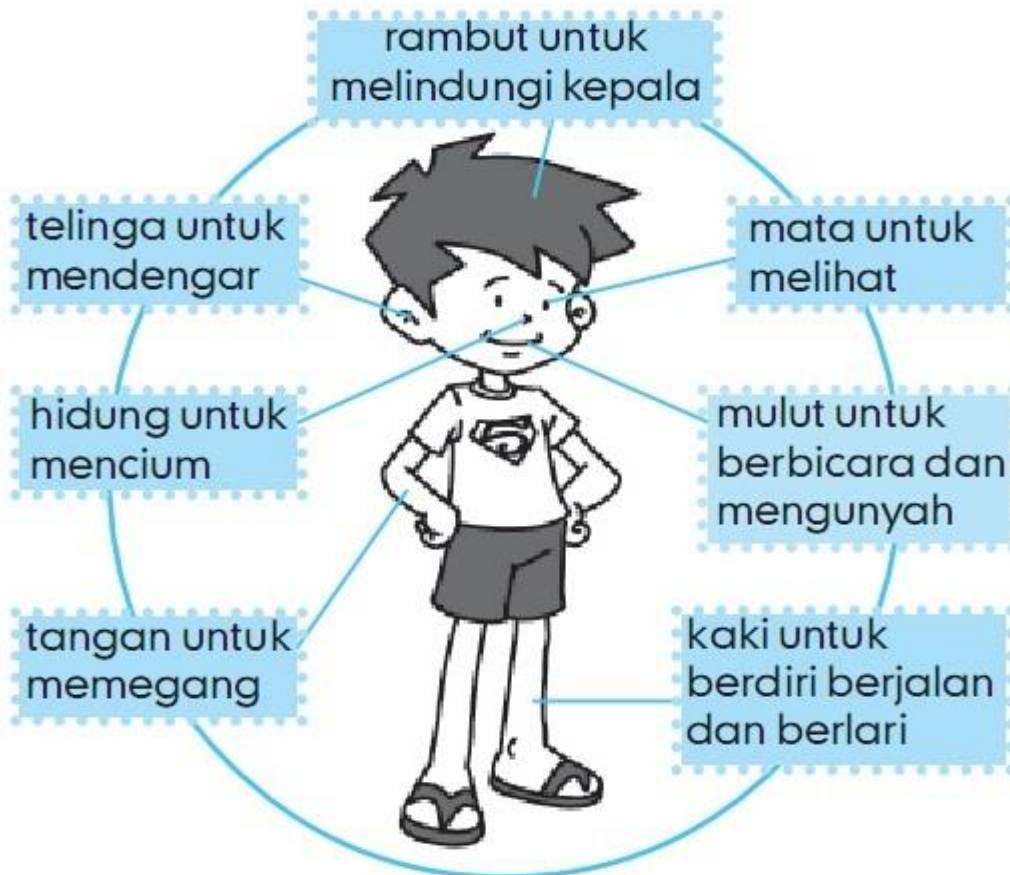 rambut untuk
melindungi kepala
telinga untuk
mendengar
mata untuk
melihat
hidung untuk
mencium
mulut untuk
berbicara dan
mengunyah
tangan untuk
memegang
kaki untuk
berdiri berjalan
dan berlari